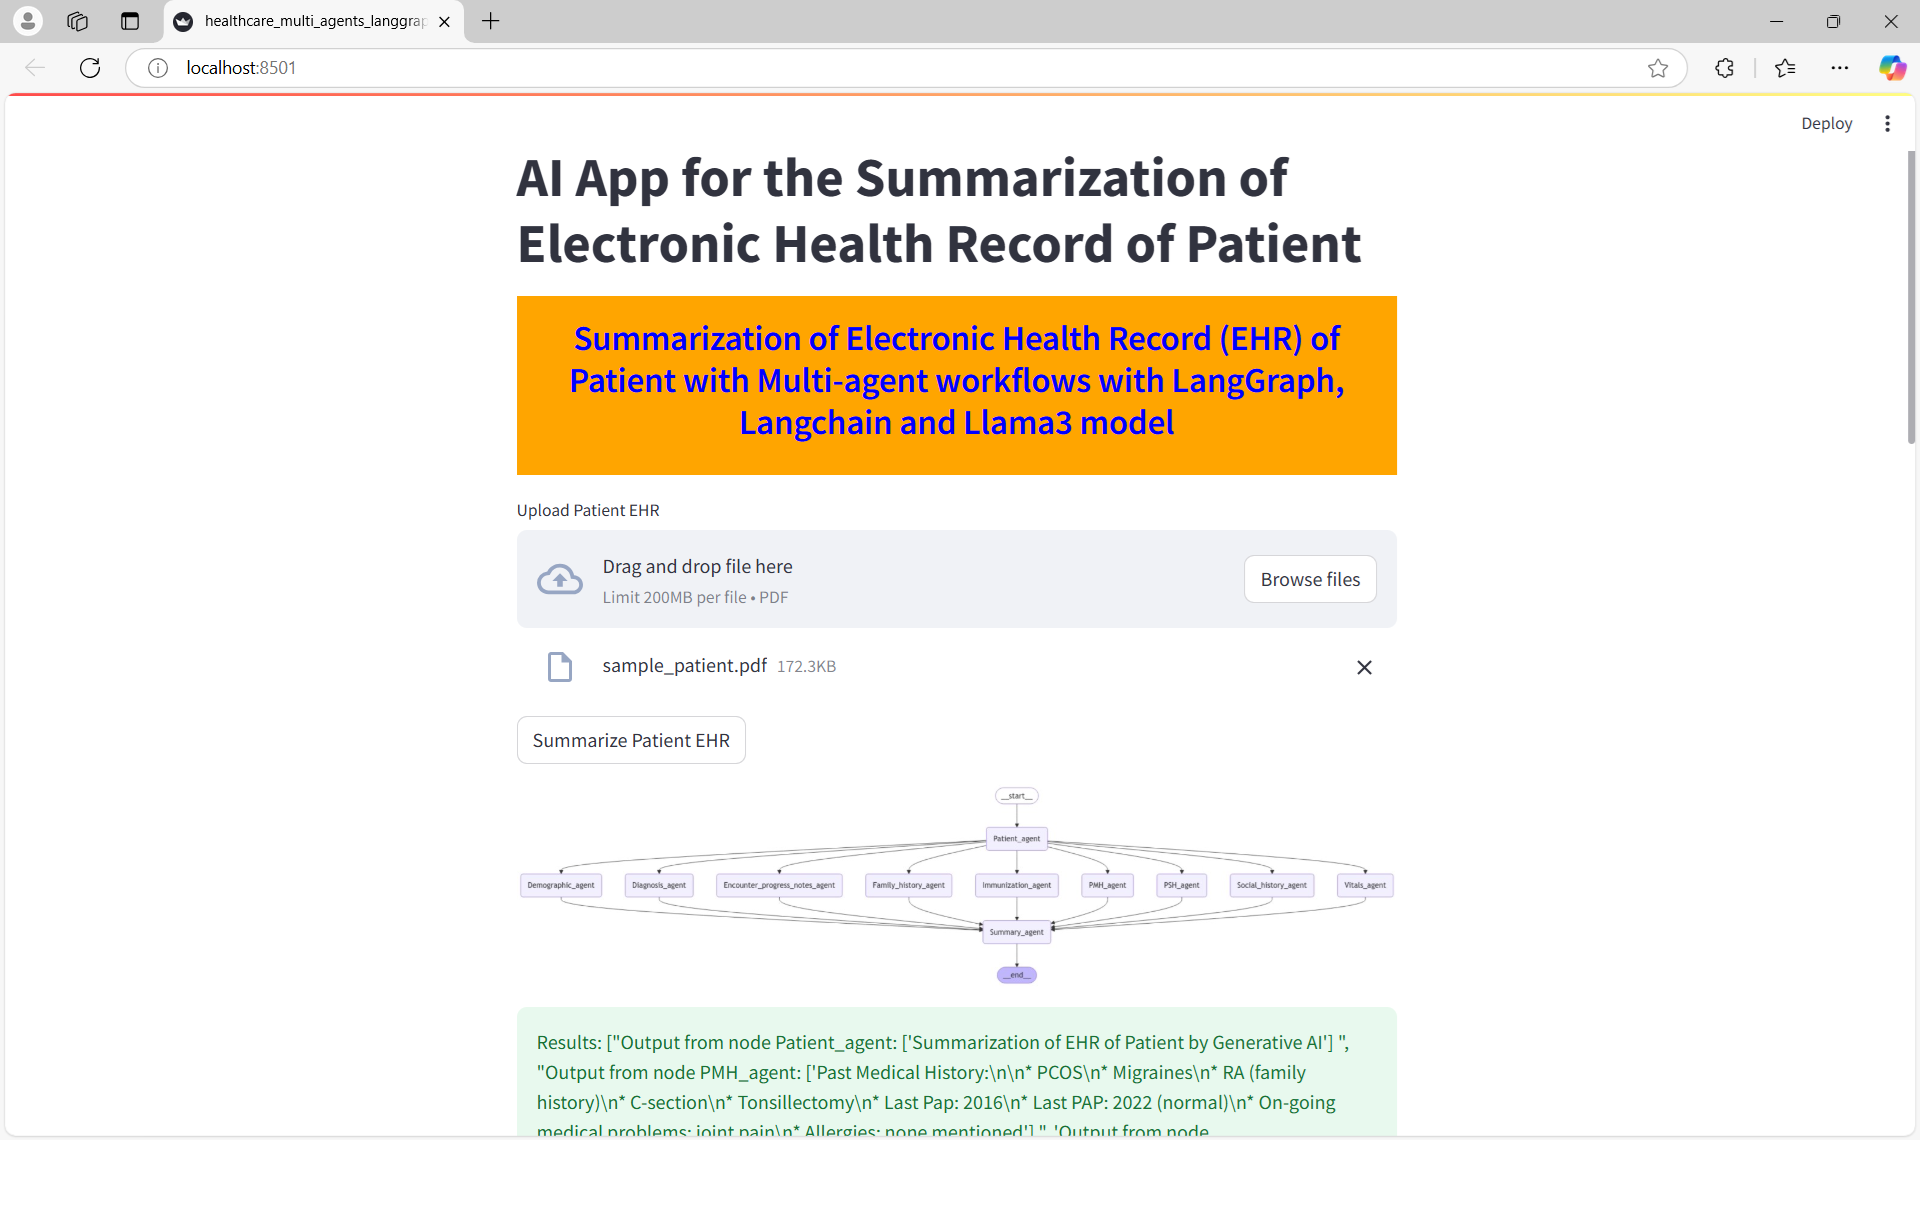 healthcare_multi_agents_langgrap
localhost:8501
Deploy
AI App for the Summarization of
Electronic Health Record of Patient
Summarization of Electronic Health Record (EHR) of
Patient with Multi-agent workflows with LangGraph,
Langchain and Llama3 model
Upload Patient EHR
Drag and drop file here
Limit 200MB per file • PDF
Browse files
sample_patient.pdf 172.3KB
Summarize Patient EHR
__start__
Patient_agent
Demographic_agent Diagnosis_agent Encounter_progress_notes_agent Family_history_agent Immunization_agent PMH_agent PSH_agent Social_history_agent Vitals_agent
Summary_agent
__end__
Results: ["Output from node Patient_agent: ['Summarization of EHR of Patient by Generative AI'] ",
"Output from node PMH_agent: ['Past Medical History:\n\n* PCOS\n* Migraines\n* RA (family
history)\n* C-section\n* Tonsillectomy\n* Last Pap: 2016\n* Last PAP: 2022 (normal)\n* On-going
medical problems: joint pain\n* Allergies: none mentioned'] ", 'Output from node